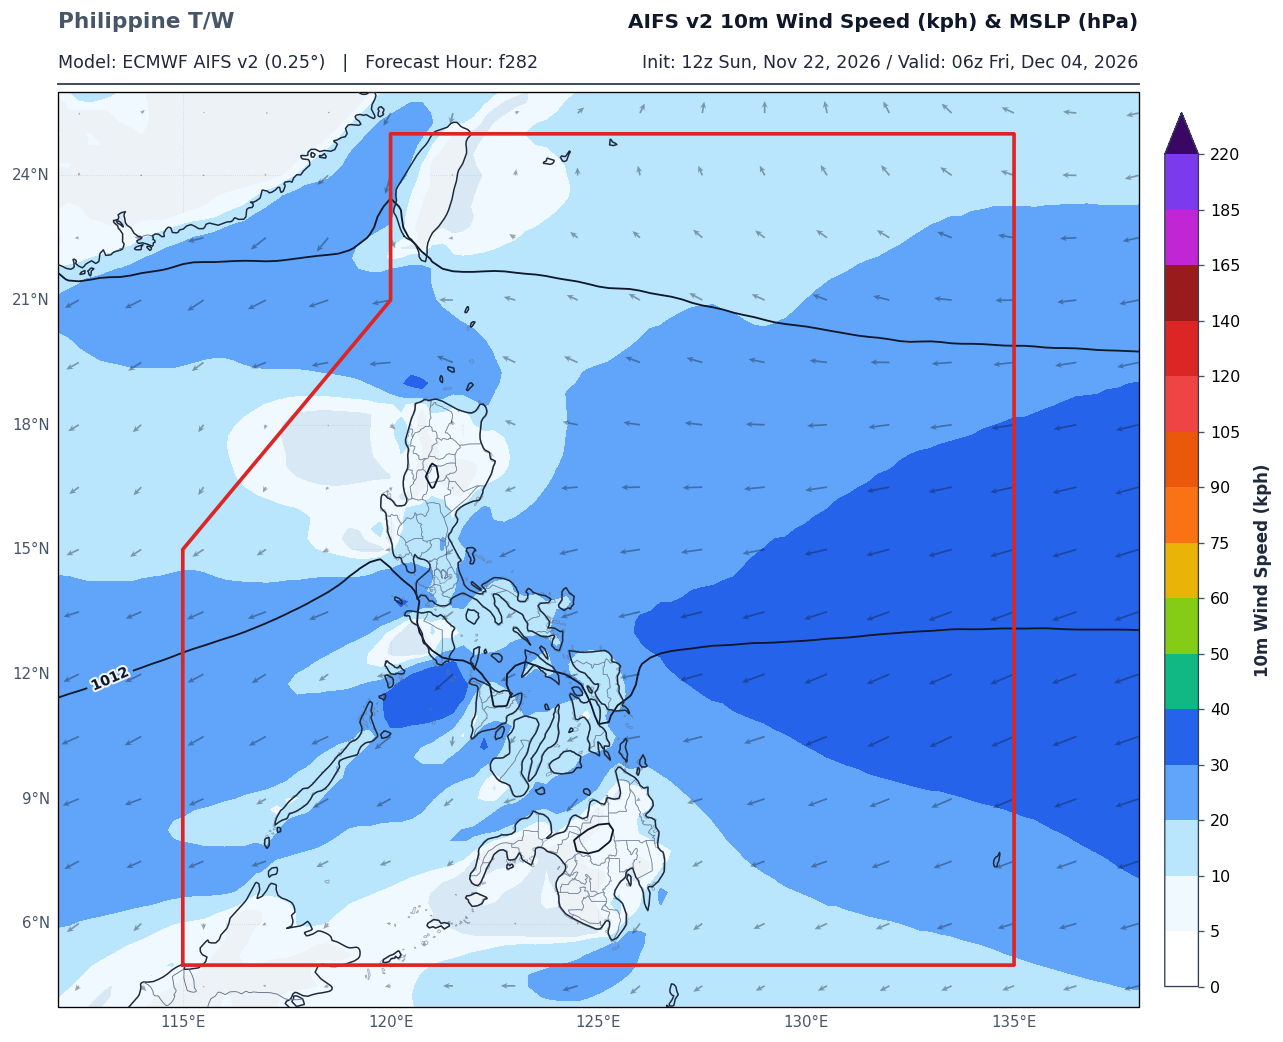 Philippine T/W
AIFS v2 10m Wind Speed (kph) & MSLP (hPa)
Model: ECMWF AIFS v2 (0.25°) | Forecast Hour: f282
Init: 12z Sun, Nov 22, 2026 / Valid: 06z Fri, Dec 04, 2026
24°N
21°N
18°N
15°N
12°N
9°N
6°N
1012
115°E
120°E
125°E
130°E
135°E
220
185
165
140
120
105
90
75
60
50
40
30
20
10
5
0
10m Wind Speed (kph)